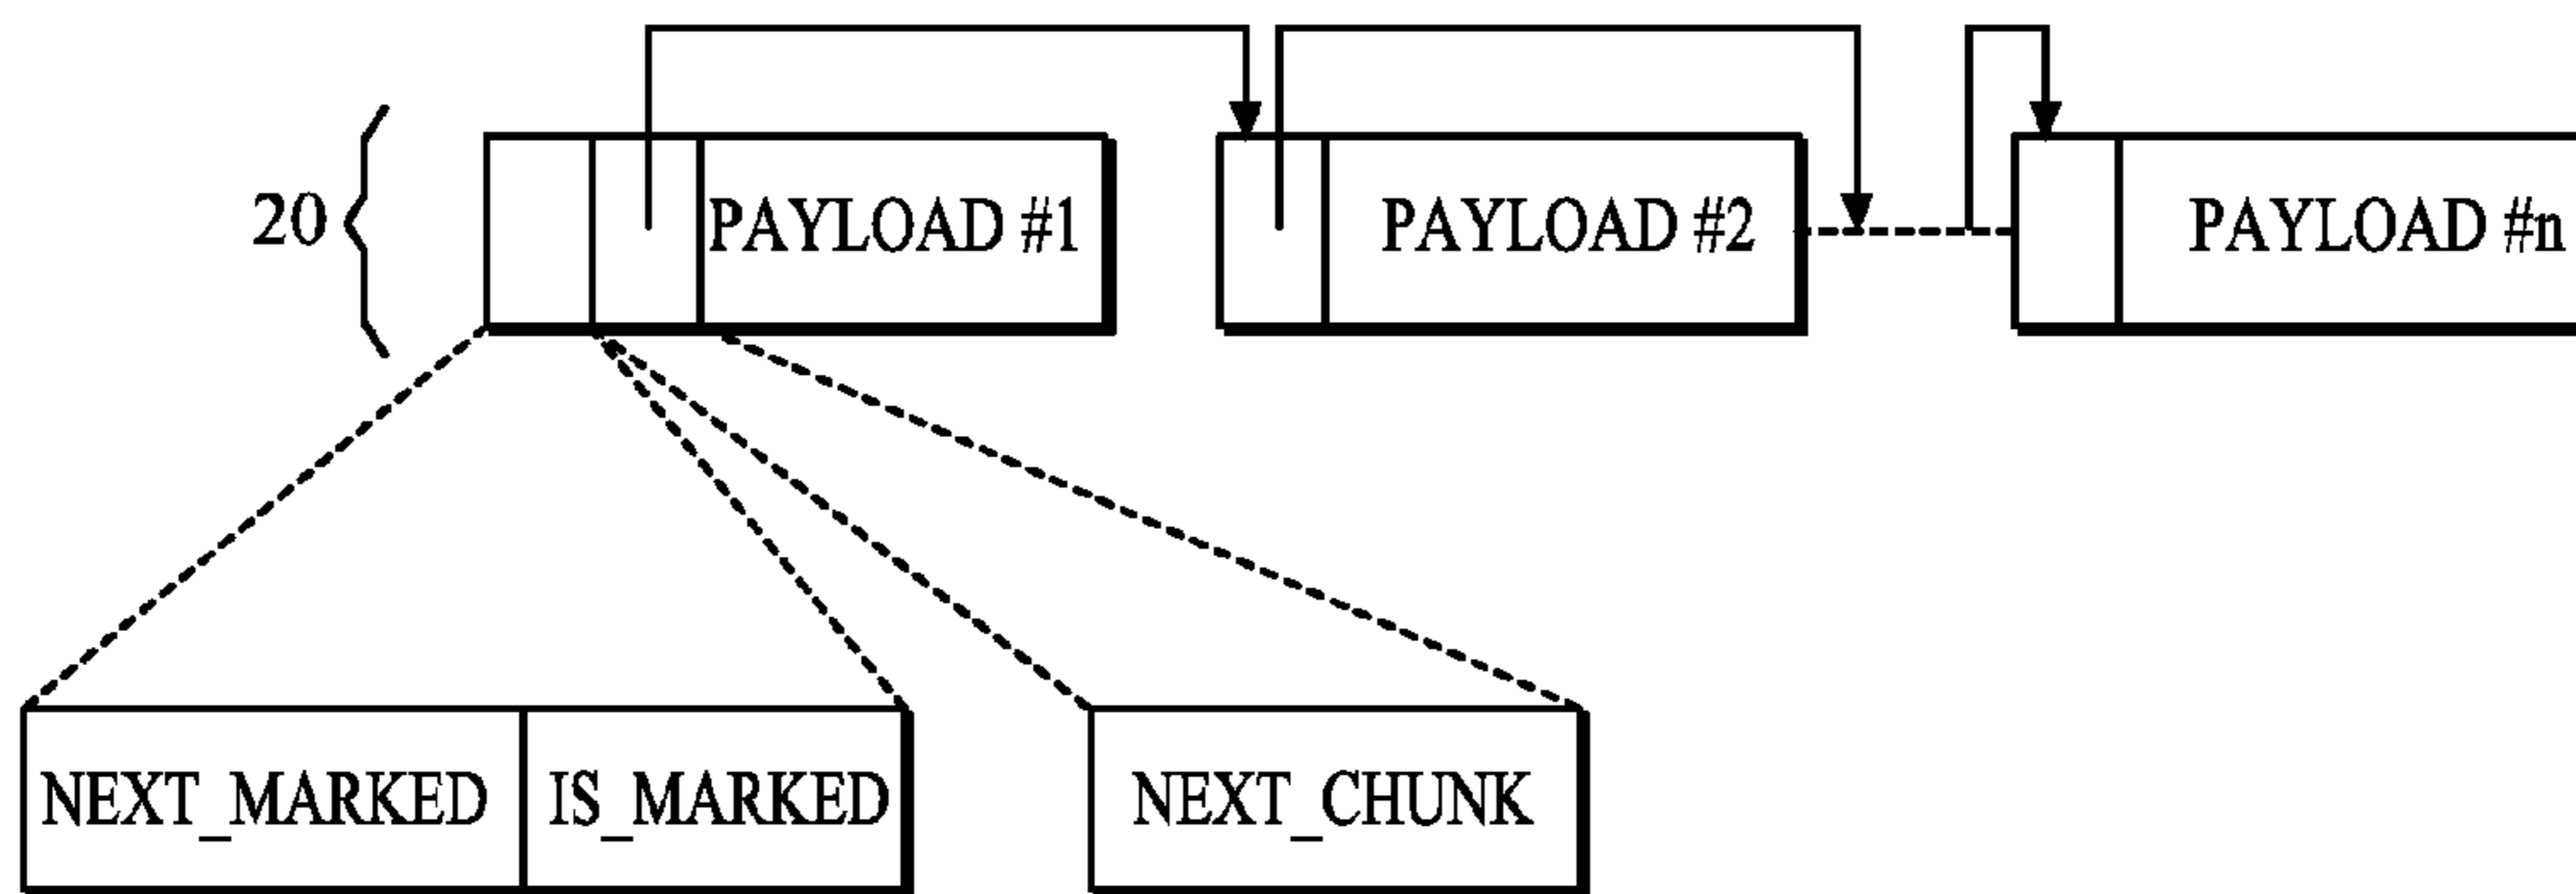 20
PAYLOAD #1
PAYLOAD #2
PAYLOAD #n
NEXT_MARKED
IS_MARKED
NEXT_CHUNK